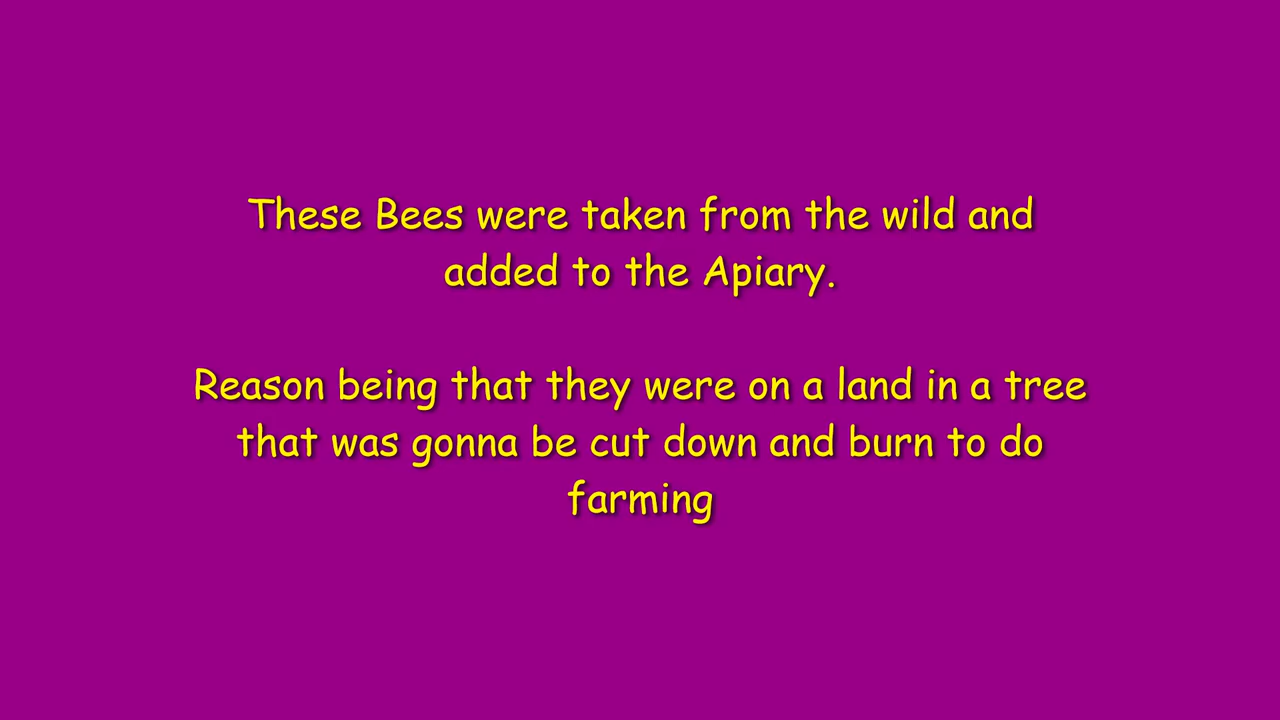 These Bees were taken from the wild and
added to the Apiary.
Reason being that they were on a land in a tree
that was gonna be cut down and burn to do
farming